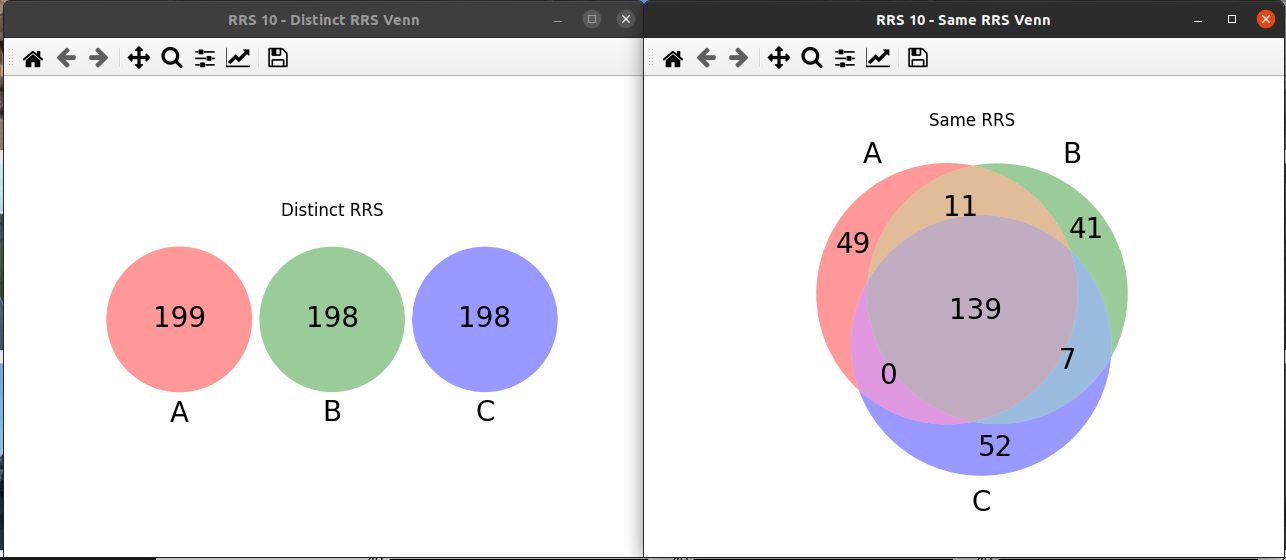 RRS 10 - Distinct RRS Venn
Distinct RRS
199
198
198
A
B
C
RRS 10 - Same RRS Venn
Same RRS
A
B
11
49
41
139
7
0
52
C